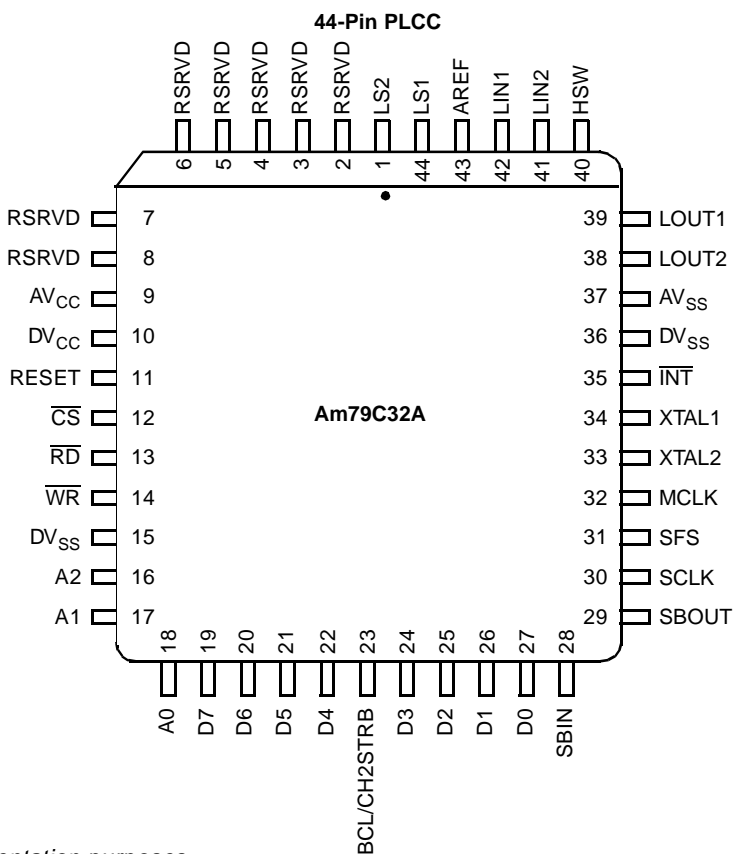 44-Pin PLCC
RSRVD
RSRVD
RSRVD
RSRVD
RSRVD
LS2
LS1
AREF
LIN1
LIN2
HSW
6
5
4
3
2
1
44
43
42
41
40
RSRVD 7
RSRVD 8
AVCC 9
DVCC 10
RESET 11
CS 12
RD 13
WR 14
DVSS 15
A2 16
A1 17
Am79C32A
39 LOUT1
38 LOUT2
37 AVSS
36 DVSS
35 INT
34 XTAL1
33 XTAL2
32 MCLK
31 SFS
30 SCLK
29 SBOUT
18
19
20
21
22
23
24
25
26
27
28
A0
D7
D6
D5
D4
BCL/CH2STRB
D3
D2
D1
D0
SBIN
purposes